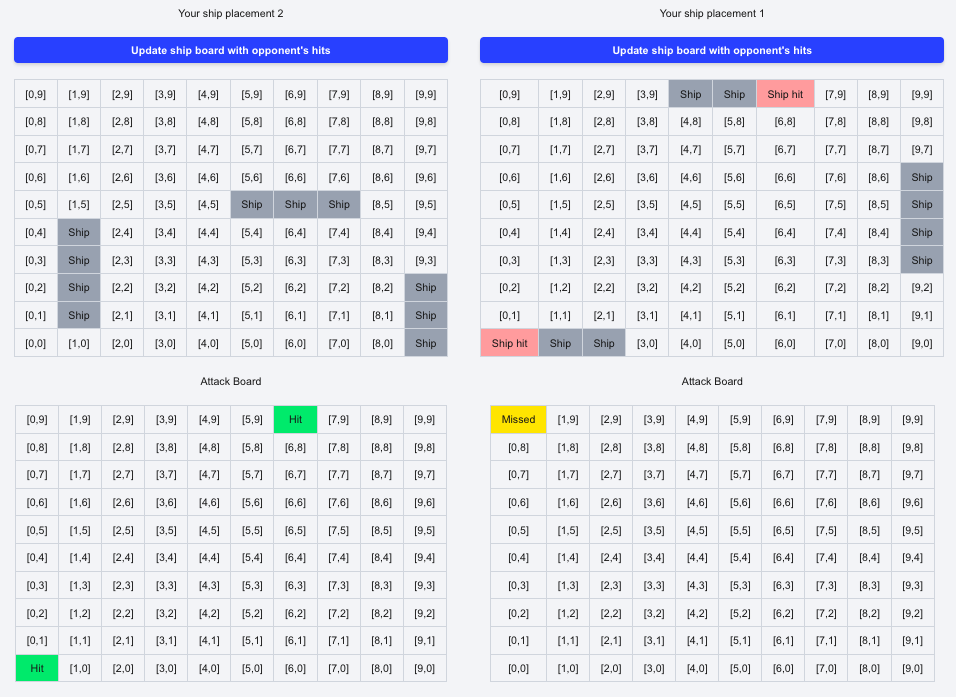 Your ship placement 2
Update ship board with opponent's hits
[0,9] [1,9] [2,9] [3,9] [4,9] [5,9] [6,9] [7,9] [8,9] [9,9]
[0,8] [1,8] [2,8] [3,8] [4,8] [5,8] [6,8] [7,8] [8,8] [9,8]
[0,7] [1,7] [2,7] [3,7] [4,7] [5,7] [6,7] [7,7] [8,7] [9,7]
[0,6] [1,6] [2,6] [3,6] [4,6] [5,6] [6,6] [7,6] [8,6] [9,6]
[0,5] [1,5] [2,5] [3,5] [4,5] Ship Ship Ship [8,5] [9,5]
[0,4] Ship [2,4] [3,4] [4,4] [5,4] [6,4] [7,4] [8,4] [9,4]
[0,3] Ship [2,3] [3,3] [4,3] [5,3] [6,3] [7,3] [8,3] [9,3]
[0,2] Ship [2,2] [3,2] [4,2] [5,2] [6,2] [7,2] [8,2] Ship
[0,1] Ship [2,1] [3,1] [4,1] [5,1] [6,1] [7,1] [8,1] Ship
[0,0] [1,0] [2,0] [3,0] [4,0] [5,0] [6,0] [7,0] [8,0] Ship
Attack Board
[0,9] [1,9] [2,9] [3,9] [4,9] [5,9] Hit [7,9] [8,9] [9,9]
[0,8] [1,8] [2,8] [3,8] [4,8] [5,8] [6,8] [7,8] [8,8] [9,8]
[0,7] [1,7] [2,7] [3,7] [4,7] [5,7] [6,7] [7,7] [8,7] [9,7]
[0,6] [1,6] [2,6] [3,6] [4,6] [5,6] [6,6] [7,6] [8,6] [9,6]
[0,5] [1,5] [2,5] [3,5] [4,5] [5,5] [6,5] [7,5] [8,5] [9,5]
[0,4] [1,4] [2,4] [3,4] [4,4] [5,4] [6,4] [7,4] [8,4] [9,4]
[0,3] [1,3] [2,3] [3,3] [4,3] [5,3] [6,3] [7,3] [8,3] [9,3]
[0,2] [1,2] [2,2] [3,2] [4,2] [5,2] [6,2] [7,2] [8,2] [9,2]
[0,1] [1,1] [2,1] [3,1] [4,1] [5,1] [6,1] [7,1] [8,1] [9,1]
Hit [1,0] [2,0] [3,0] [4,0] [5,0] [6,0] [7,0] [8,0] [9,0]
Your ship placement 1
Update ship board with opponent's hits
[0,9] [1,9] [2,9] [3,9] Ship Ship Ship hit [7,9] [8,9] [9,9]
[0,8] [1,8] [2,8] [3,8] [4,8] [5,8] [6,8] [7,8] [8,8] [9,8]
[0,7] [1,7] [2,7] [3,7] [4,7] [5,7] [6,7] [7,7] [8,7] [9,7]
[0,6] [1,6] [2,6] [3,6] [4,6] [5,6] [6,6] [7,6] [8,6] Ship
[0,5] [1,5] [2,5] [3,5] [4,5] [5,5] [6,5] [7,5] [8,5] Ship
[0,4] [1,4] [2,4] [3,4] [4,4] [5,4] [6,4] [7,4] [8,4] Ship
[0,3] [1,3] [2,3] [3,3] [4,3] [5,3] [6,3] [7,3] [8,3] Ship
[0,2] [1,2] [2,2] [3,2] [4,2] [5,2] [6,2] [7,2] [8,2] [9,2]
[0,1] [1,1] [2,1] [3,1] [4,1] [5,1] [6,1] [7,1] [8,1] [9,1]
Ship hit Ship Ship [3,0] [4,0] [5,0] [6,0] [7,0] [8,0] [9,0]
Attack Board
Missed [1,9] [2,9] [3,9] [4,9] [5,9] [6,9] [7,9] [8,9] [9,9]
[0,8] [1,8] [2,8] [3,8] [4,8] [5,8] [6,8] [7,8] [8,8] [9,8]
[0,7] [1,7] [2,7] [3,7] [4,7] [5,7] [6,7] [7,7] [8,7] [9,7]
[0,6] [1,6] [2,6] [3,6] [4,6] [5,6] [6,6] [7,6] [8,6] [9,6]
[0,5] [1,5] [2,5] [3,5] [4,5] [5,5] [6,5] [7,5] [8,5] [9,5]
[0,4] [1,4] [2,4] [3,4] [4,4] [5,4] [6,4] [7,4] [8,4] [9,4]
[0,3] [1,3] [2,3] [3,3] [4,3] [5,3] [6,3] [7,3] [8,3] [9,3]
[0,2] [1,2] [2,2] [3,2] [4,2] [5,2] [6,2] [7,2] [8,2] [9,2]
[0,1] [1,1] [2,1] [3,1] [4,1] [5,1] [6,1] [7,1] [8,1] [9,1]
[0,0] [1,0] [2,0] [3,0] [4,0] [5,0] [6,0] [7,0] [8,0] [9,0]